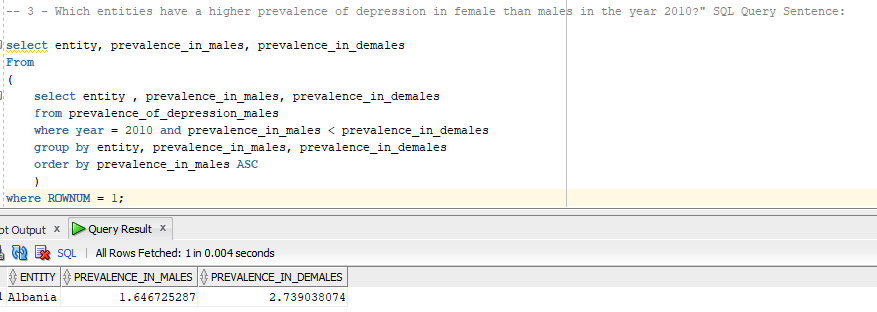 -- 3 - Which entities have a higher prevalence of depression in female than males in the year 2010?" SQL Query Sentence:
select entity, prevalence_in_males, prevalence_in_demales
From
(
select entity , prevalence_in_males, prevalence_in_demales
from prevalence_of_depression_males
where year = 2010 and prevalence_in_males < prevalence_in_demales
group by entity, prevalence_in_males, prevalence_in_demales
order by prevalence_in_males ASC
)
where ROWNUM = 1;
pt Output x Query Result x
SQL | All Rows Fetched: 1 in 0.004 seconds
ENTITY PREVALENCE_IN_MALES PREVALENCE_IN_DEMALES
1 Albania 1.646725287 2.739038074